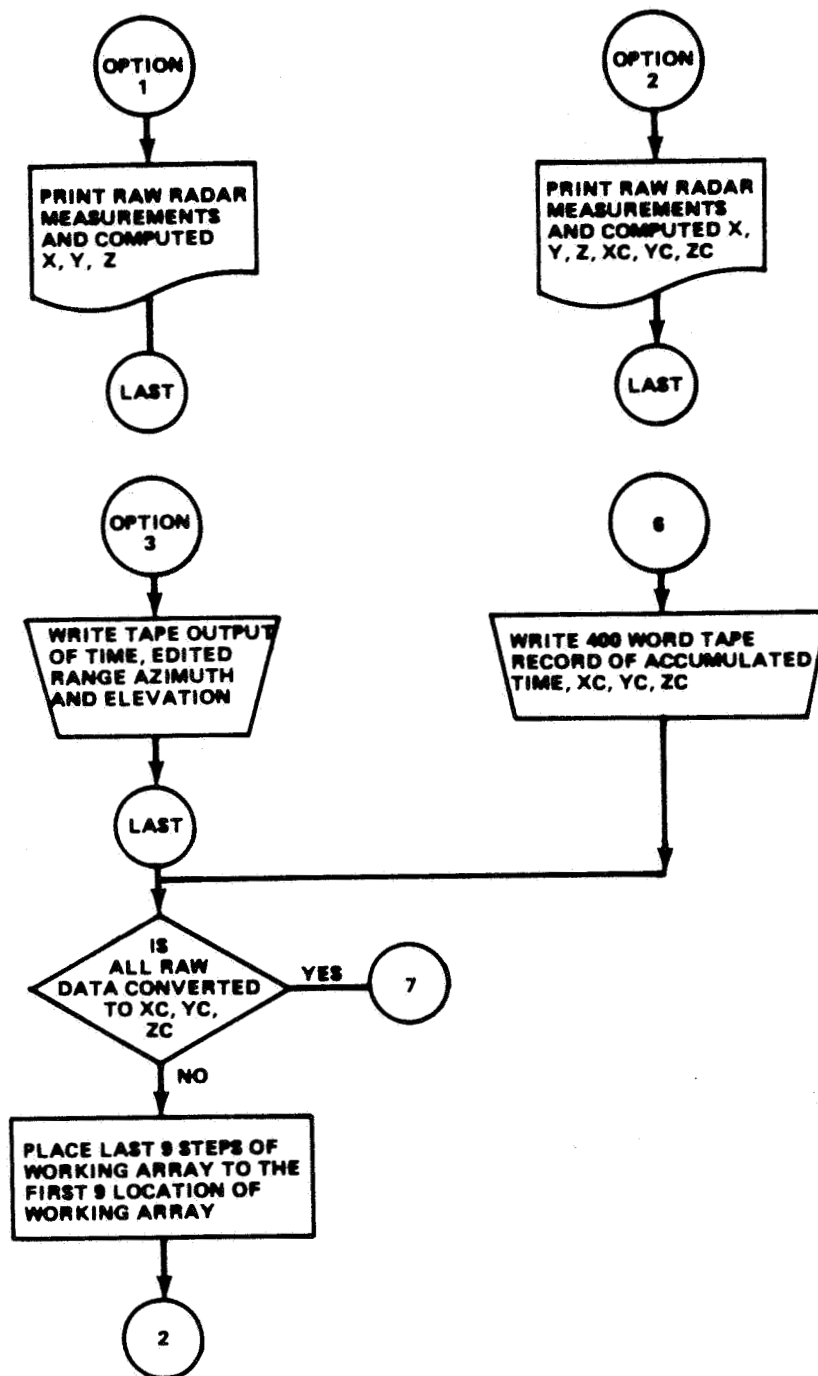 OPTION
1
PRINT RAW RADAR
MEASUREMENTS
AND COMPUTED
X, Y, Z
LAST
OPTION
2
PRINT RAW RADAR
MEASUREMENTS
AND COMPUTED X,
Y, Z, XC, YC, ZC
LAST
OPTION
3
WRITE TAPE OUTPUT
OF TIME, EDITED
RANGE AZIMUTH
AND ELEVATION
LAST
6
WRITE 400 WORD TAPE
RECORD OF ACCUMULATED
TIME, XC, YC, ZC
IS
ALL RAW
DATA CONVERTED
TO XC, YC,
ZC
YES
7
NO
PLACE LAST 9 STEPS OF
WORKING ARRAY TO THE
FIRST 9 LOCATION OF
WORKING ARRAY
2